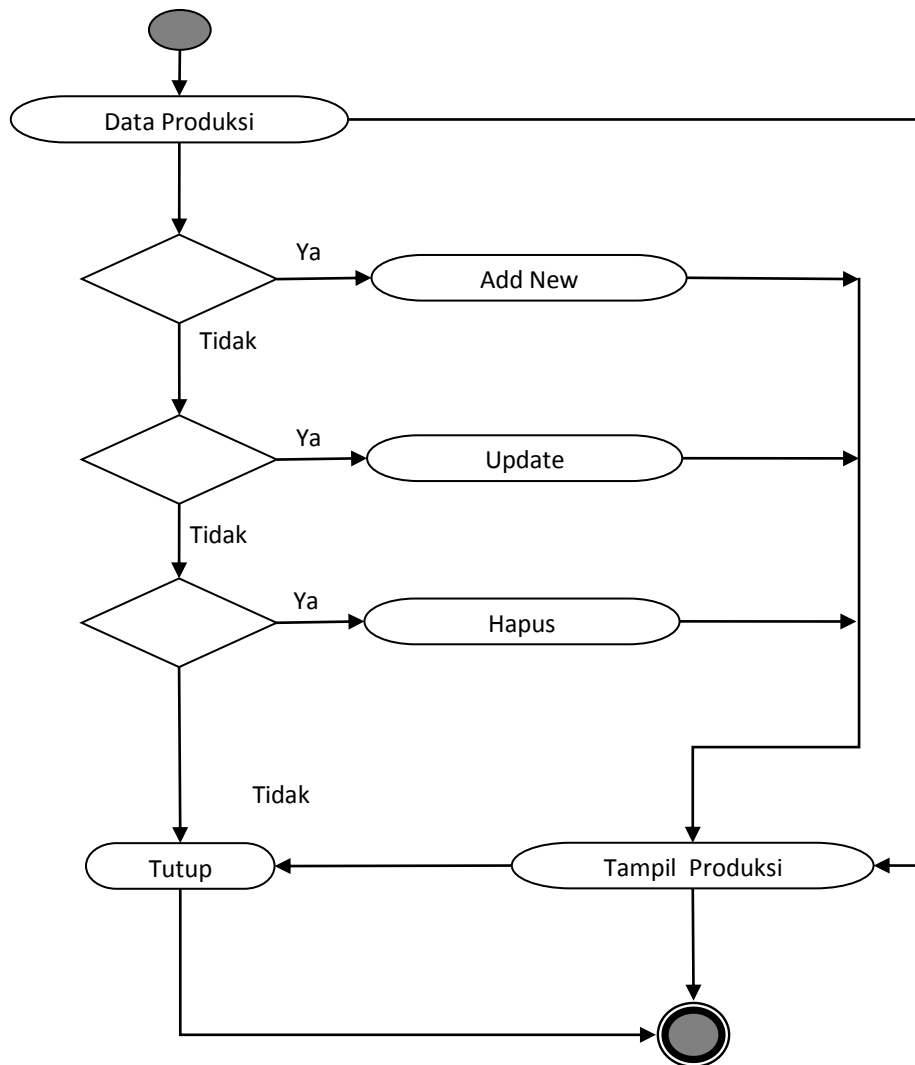 Data Produksi
Ya
Add New
Tidak
Ya
Update
Tidak
Ya
Hapus
Tidak
Tutup
Tampil Produksi